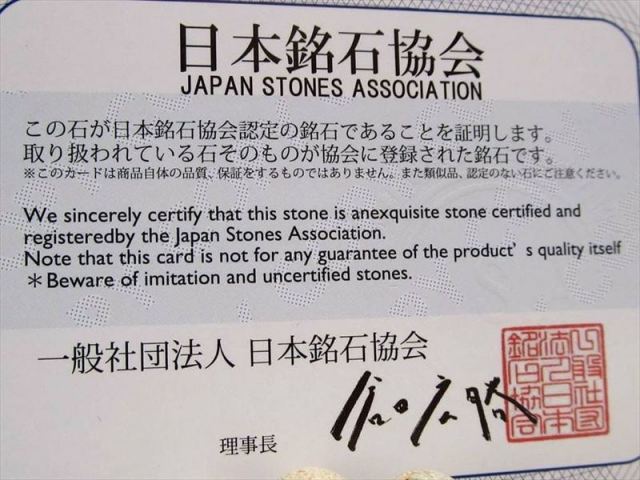 日本銘石協会
JAPAN STONES ASSOCIATION
この石が日本銘石協会認定の銘石であることを証明します。
取り扱われている石そのものが協会に登録された銘石です。
※このカードは商品自体の品質、保証をするものではありません。また類似品、認定のない石にご注意ください。
We sincerely certify that this stone is anexquisite stone certified and
registeredby the Japan Stones Association.
Note that this card is not for any guarantee of the product’s quality itself
＊Beware of imitation and uncertified stones.
一般社団法人 日本銘石協会
理事長